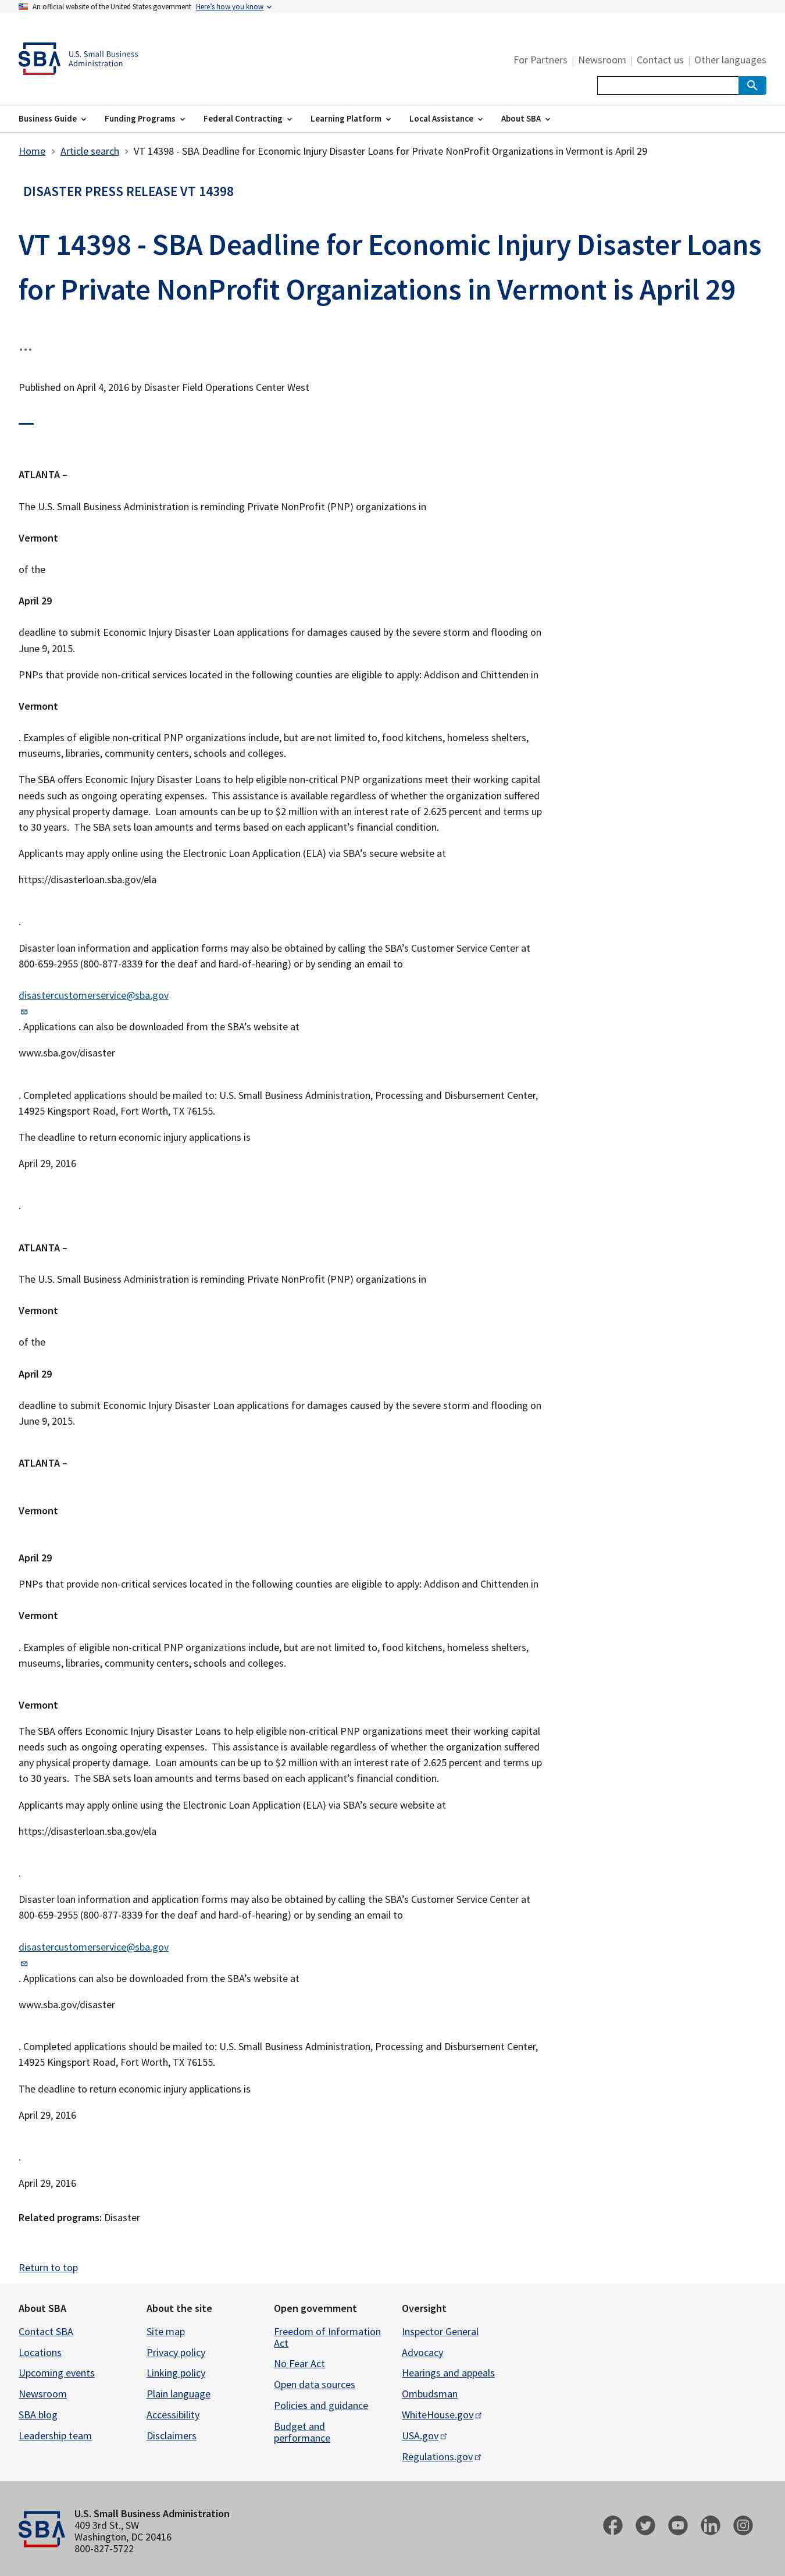 An official website of the United States government Here's how you know
SBA U.S. Small Business
Administration
For Partners | Newsroom | Contact us | Other languages
Business Guide Funding Programs Federal Contracting Learning Platform Local Assistance About SBA
Home > Article search > VT 14398 - SBA Deadline for Economic Injury Disaster Loans for Private NonProfit Organizations in Vermont is April 29
DISASTER PRESS RELEASE VT 14398
VT 14398 - SBA Deadline for Economic Injury Disaster Loans
for Private NonProfit Organizations in Vermont is April 29
...
Published on April 4, 2016 by Disaster Field Operations Center West
ATLANTA –
The U.S. Small Business Administration is reminding Private NonProfit (PNP) organizations in
Vermont
of the
April 29
deadline to submit Economic Injury Disaster Loan applications for damages caused by the severe storm and flooding on
June 9, 2015.
PNPs that provide non-critical services located in the following counties are eligible to apply: Addison and Chittenden in
Vermont
. Examples of eligible non-critical PNP organizations include, but are not limited to, food kitchens, homeless shelters,
museums, libraries, community centers, schools and colleges.
The SBA offers Economic Injury Disaster Loans to help eligible non-critical PNP organizations meet their working capital
needs such as ongoing operating expenses. This assistance is available regardless of whether the organization suffered
any physical property damage. Loan amounts can be up to $2 million with an interest rate of 2.625 percent and terms up
to 30 years. The SBA sets loan amounts and terms based on each applicant's financial condition.
Applicants may apply online using the Electronic Loan Application (ELA) via SBA's secure website at
https://disasterloan.sba.gov/ela
.
Disaster loan information and application forms may also be obtained by calling the SBA's Customer Service Center at
800-659-2955 (800-877-8339 for the deaf and hard-of-hearing) or by sending an email to
disastercustomerservice@sba.gov
. Applications can also be downloaded from the SBA's website at
www.sba.gov/disaster
. Completed applications should be mailed to: U.S. Small Business Administration, Processing and Disbursement Center,
14925 Kingsport Road, Fort Worth, TX 76155.
The deadline to return economic injury applications is
April 29, 2016
.
ATLANTA –
The U.S. Small Business Administration is reminding Private NonProfit (PNP) organizations in
Vermont
of the
April 29
deadline to submit Economic Injury Disaster Loan applications for damages caused by the severe storm and flooding on
June 9, 2015.
ATLANTA –
Vermont
April 29
PNPs that provide non-critical services located in the following counties are eligible to apply: Addison and Chittenden in
Vermont
. Examples of eligible non-critical PNP organizations include, but are not limited to, food kitchens, homeless shelters,
museums, libraries, community centers, schools and colleges.
Vermont
The SBA offers Economic Injury Disaster Loans to help eligible non-critical PNP organizations meet their working capital
needs such as ongoing operating expenses. This assistance is available regardless of whether the organization suffered
any physical property damage. Loan amounts can be up to $2 million with an interest rate of 2.625 percent and terms up
to 30 years. The SBA sets loan amounts and terms based on each applicant's financial condition.
Applicants may apply online using the Electronic Loan Application (ELA) via SBA's secure website at
https://disasterloan.sba.gov/ela
.
Disaster loan information and application forms may also be obtained by calling the SBA's Customer Service Center at
800-659-2955 (800-877-8339 for the deaf and hard-of-hearing) or by sending an email to
disastercustomerservice@sba.gov
. Applications can also be downloaded from the SBA's website at
www.sba.gov/disaster
. Completed applications should be mailed to: U.S. Small Business Administration, Processing and Disbursement Center,
14925 Kingsport Road, Fort Worth, TX 76155.
The deadline to return economic injury applications is
April 29, 2016
.
April 29, 2016
Related programs: Disaster
Return to top
About SBA
Contact SBA
Locations
Upcoming events
Newsroom
SBA blog
Leadership team
About the site
Site map
Privacy policy
Linking policy
Plain language
Accessibility
Disclaimers
Open government
Freedom of Information
Act
No Fear Act
Open data sources
Policies and guidance
Budget and
performance
Oversight
Inspector General
Advocacy
Hearings and appeals
Ombudsman
WhiteHouse.gov
USA.gov
Regulations.gov
SBA
U.S. Small Business Administration
409 3rd St., SW
Washington, DC 20416
800-827-5722